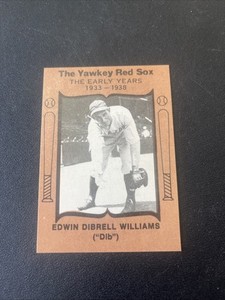 The Yawkey Red Sox
THE EARLY YEARS
1933-1938
EDWIN DIBRELL WILLIAMS
("Dib")